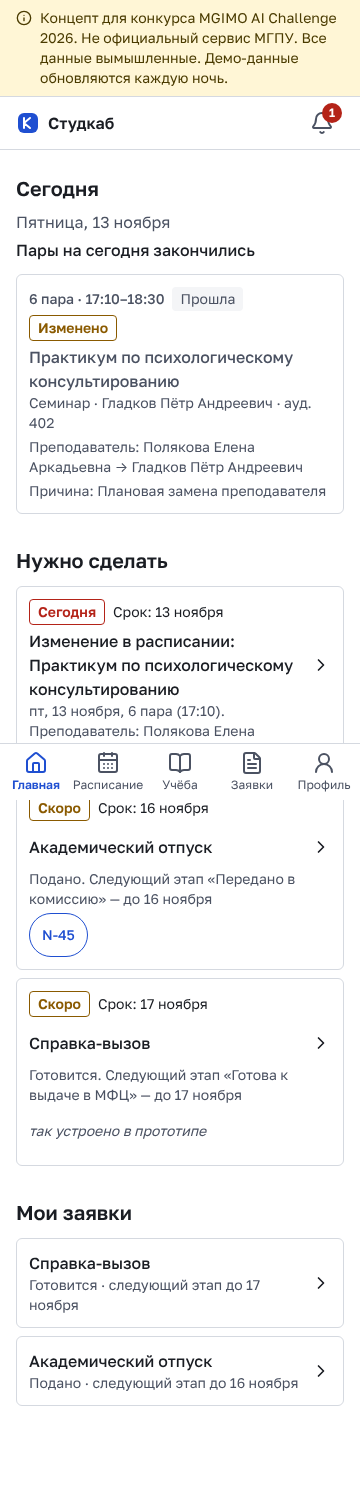 Концепт для конкурса MGIMO AI Challenge
2026. Не официальный сервис МГПУ. Все
данные вымышленные. Демо-данные
обновляются каждую ночь.
Студкаб
1
Сегодня
Пятница, 13 ноября
Пары на сегодня закончились
6 пара · 17:10–18:30 Прошла
Изменено
Практикум по психологическому
консультированию
Семинар · Гладков Пётр Андреевич · ауд.
402
Преподаватель: Полякова Елена
Аркадьевна → Гладков Пётр Андреевич
Причина: Плановая замена преподавателя
Нужно сделать
Сегодня Срок: 13 ноября
Изменение в расписании:
Практикум по психологическому
консультированию
пт, 13 ноября, 6 пара (17:10).
Преподаватель: Полякова Елена
Главная Расписание Учёба Заявки Профиль
Скоро Срок: 16 ноября
Академический отпуск
Подано. Следующий этап «Передано в
комиссию» — до 16 ноября
N-45
Скоро Срок: 17 ноября
Справка-вызов
Готовится. Следующий этап «Готова к
выдаче в МФЦ» — до 17 ноября
так устроено в прототипе
Мои заявки
Справка-вызов
Готовится · следующий этап до 17
ноября
Академический отпуск
Подано · следующий этап до 16 ноября